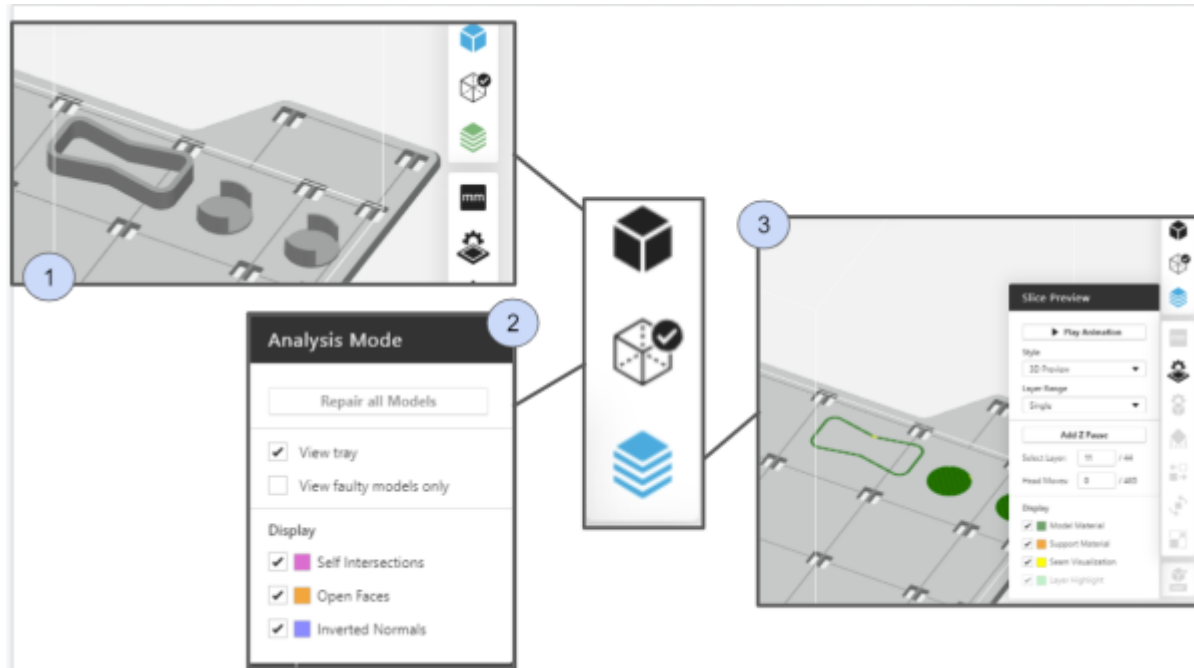 mm
1
2
Analysis Mode
Repair all Models
View tray
View faulty models only
Display
Self Intersections
Open Faces
Inverted Normals
3
Slice Preview
Play Animation
Style
3D Preview
Layer Range
Single
Add Z Pause
Select Layer: 11 / 44
Head Moves: 0 / 485
Display
Model Material
Support Material
Seam Visualization
Layer Highlight